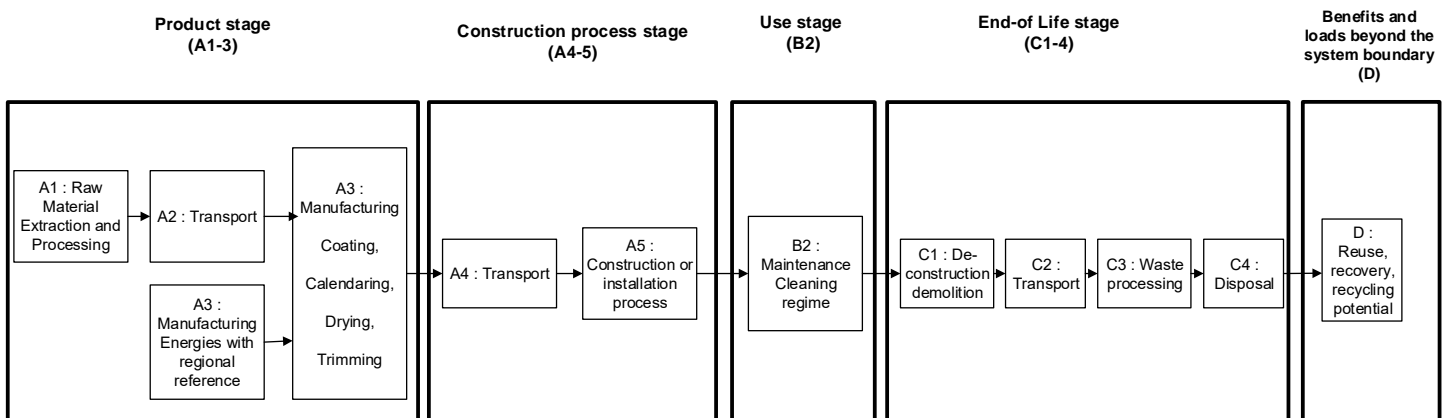 Product stage
(A1-3)
Construction process stage
(A4-5)
Use stage
(B2)
End-of Life stage
(C1-4)
Benefits and
loads beyond the
system boundary
(D)
A1 : Raw
Material
Extraction and
Processing
A2 : Transport
A3 :
Manufacturing
Energies with
regional
reference
A3 :
Manufacturing
Coating,
Calendaring,
Drying,
Trimming
A4 : Transport
A5 :
Construction or
installation
process
B2 :
Maintenance
Cleaning
regime
C1 : De-
construction
demolition
C2 :
Transport
C3 : Waste
processing
C4 :
Disposal
D :
Reuse,
recovery,
recycling
potential